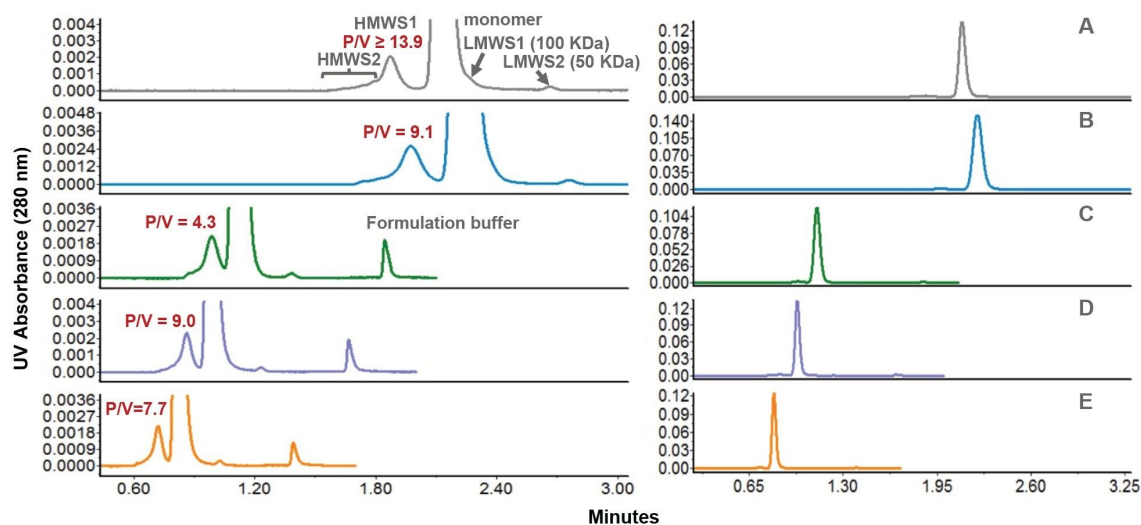 UV Absorbance (280 nm)
0.004
0.003
0.002
0.001
0.000
HMWS1
P/V ≥ 13.9
HMWS2
monomer
LMWS1 (100 KDa)
LMWS2 (50 KDa)
0.0048
0.0036
0.0024
0.0012
0.0000
P/V = 9.1
0.0036
0.0027
0.0018
0.0009
0.0000
P/V = 4.3
Formulation buffer
0.004
0.003
0.002
0.001
0.000
P/V = 9.0
0.0036
0.0027
0.0018
0.0009
0.0000
P/V=7.7
0.60 1.20 1.80 2.40 3.00
0.12
0.09
0.06
0.03
0.00
A
0.140
0.105
0.070
0.035
0.000
B
0.104
0.078
0.052
0.026
0.000
C
0.12
0.09
0.06
0.03
0.00
D
0.12
0.09
0.06
0.03
0.00
E
0.65 1.30 1.95 2.60 3.25
Minutes